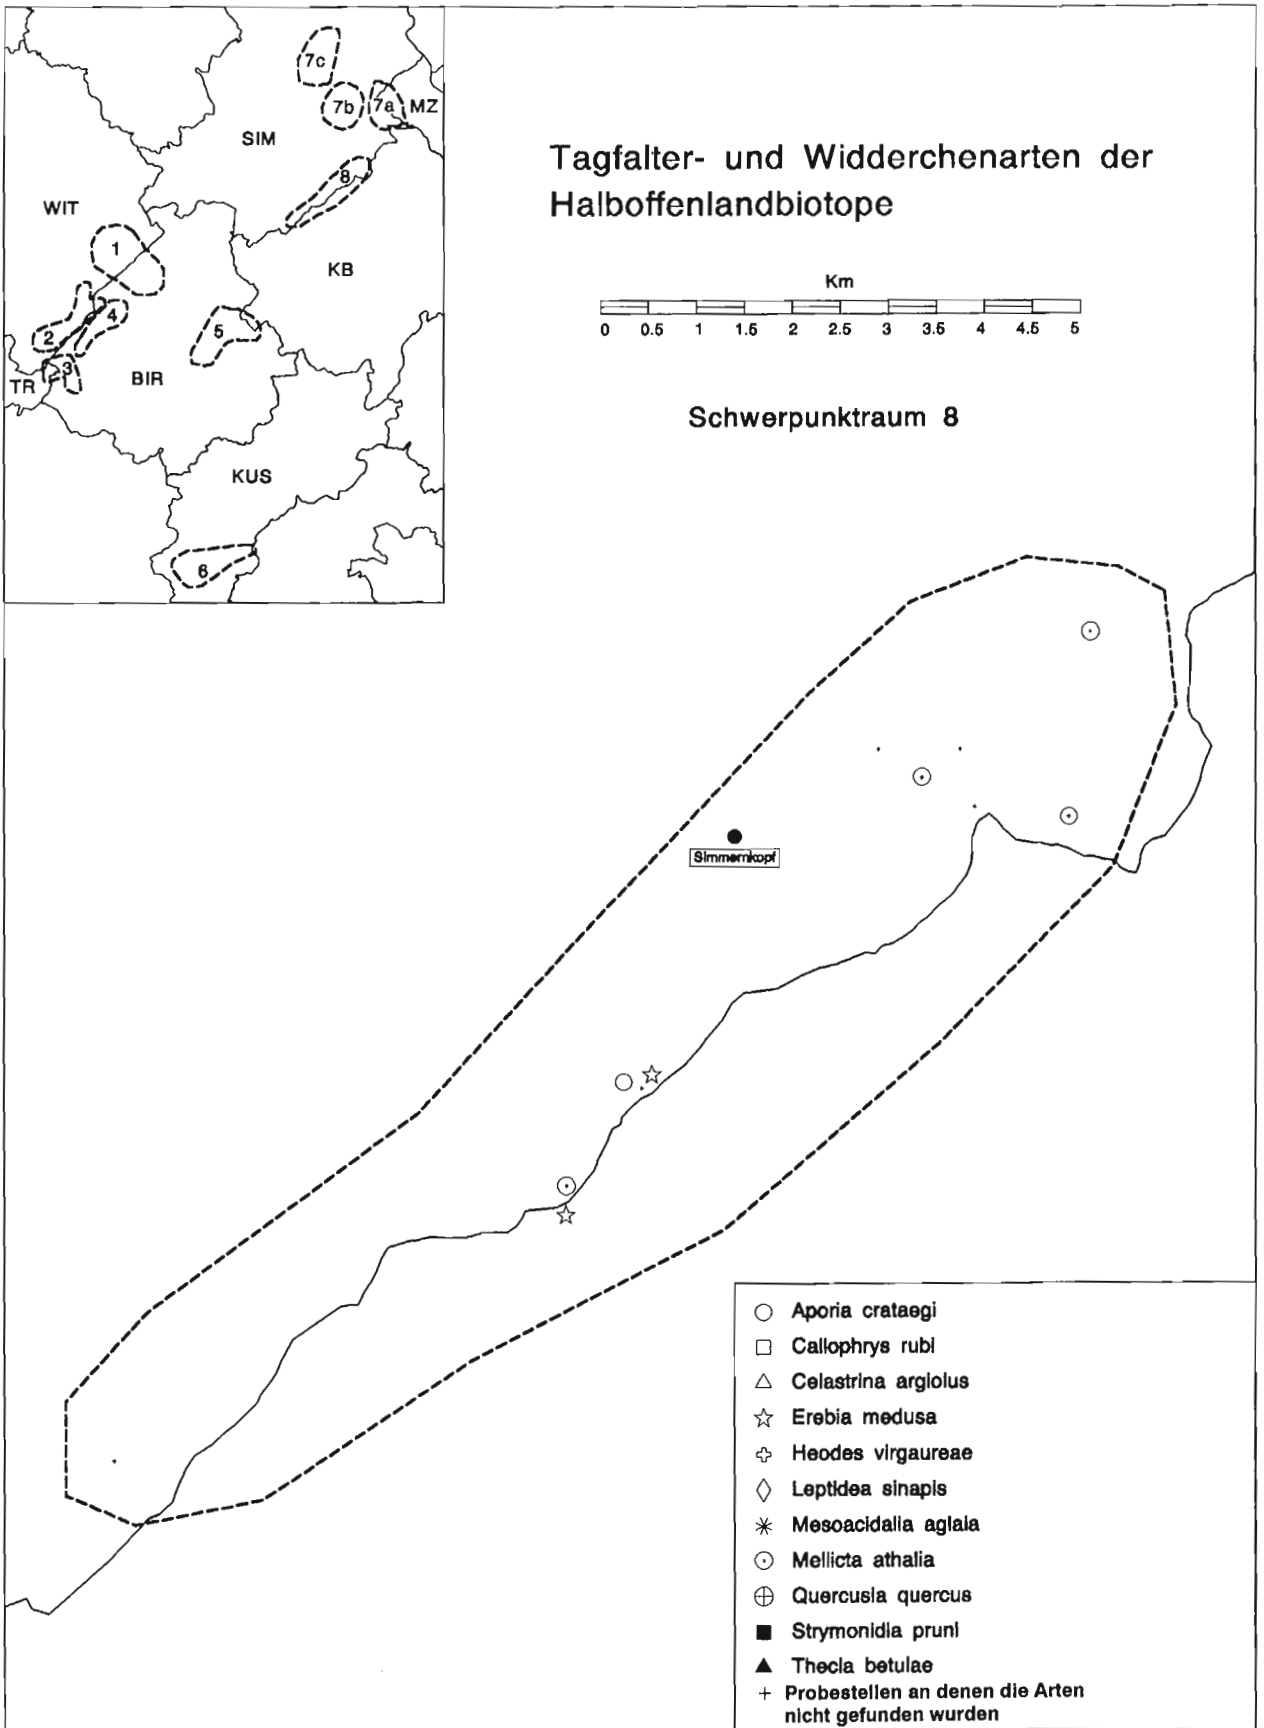 7c
7b
7a
MZ
SIM
8
WIT
1
KB
2
4
5
3
TR
BIR
KUS
6
Tagfalter- und Widderchenarten der
Halboffenlandbiotope
Km
0 0.5 1 1.5 2 2.5 3 3.5 4 4.5 5
Schwerpunktraum 8
Simmernkopf
Aporia crataegi
Callophrys rubi
Celastrina argiolus
Erebia medusa
Heodes virgaureae
Leptidea sinapis
Mesoacidalia aglaia
Mellicta athalia
Quercusia quercus
Strymonidia pruni
Thecla betulae
Probestellen an denen die Arten
nicht gefunden wurden